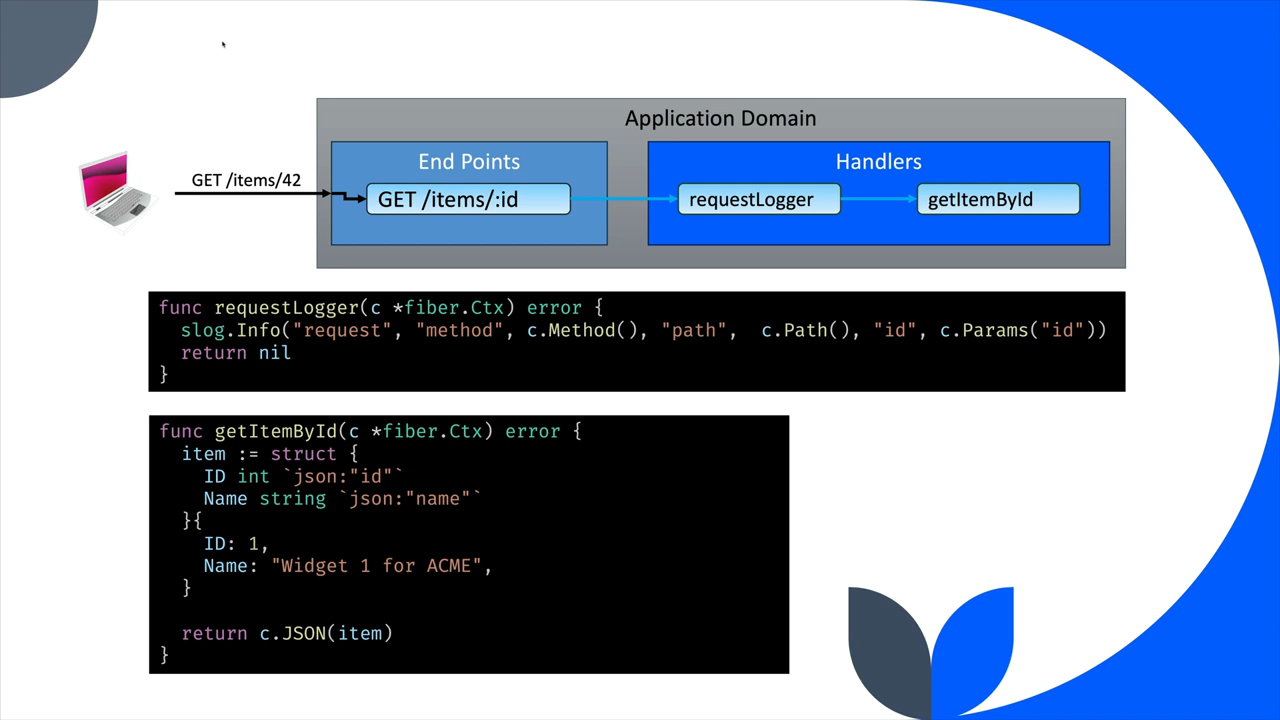 Application Domain
End Points
Handlers
GET /items/42
GET /items/:id
requestLogger
getItemById
func requestLogger(c *fiber.Ctx) error {
  slog.Info("request", "method", c.Method(), "path",  c.Path(), "id", c.Params("id"))
  return nil
}
func getItemById(c *fiber.Ctx) error {
  item := struct {
    ID int `json:"id"`
    Name string `json:"name"`
  }{
    ID: 1,
    Name: "Widget 1 for ACME",
  }
  return c.JSON(item)
}